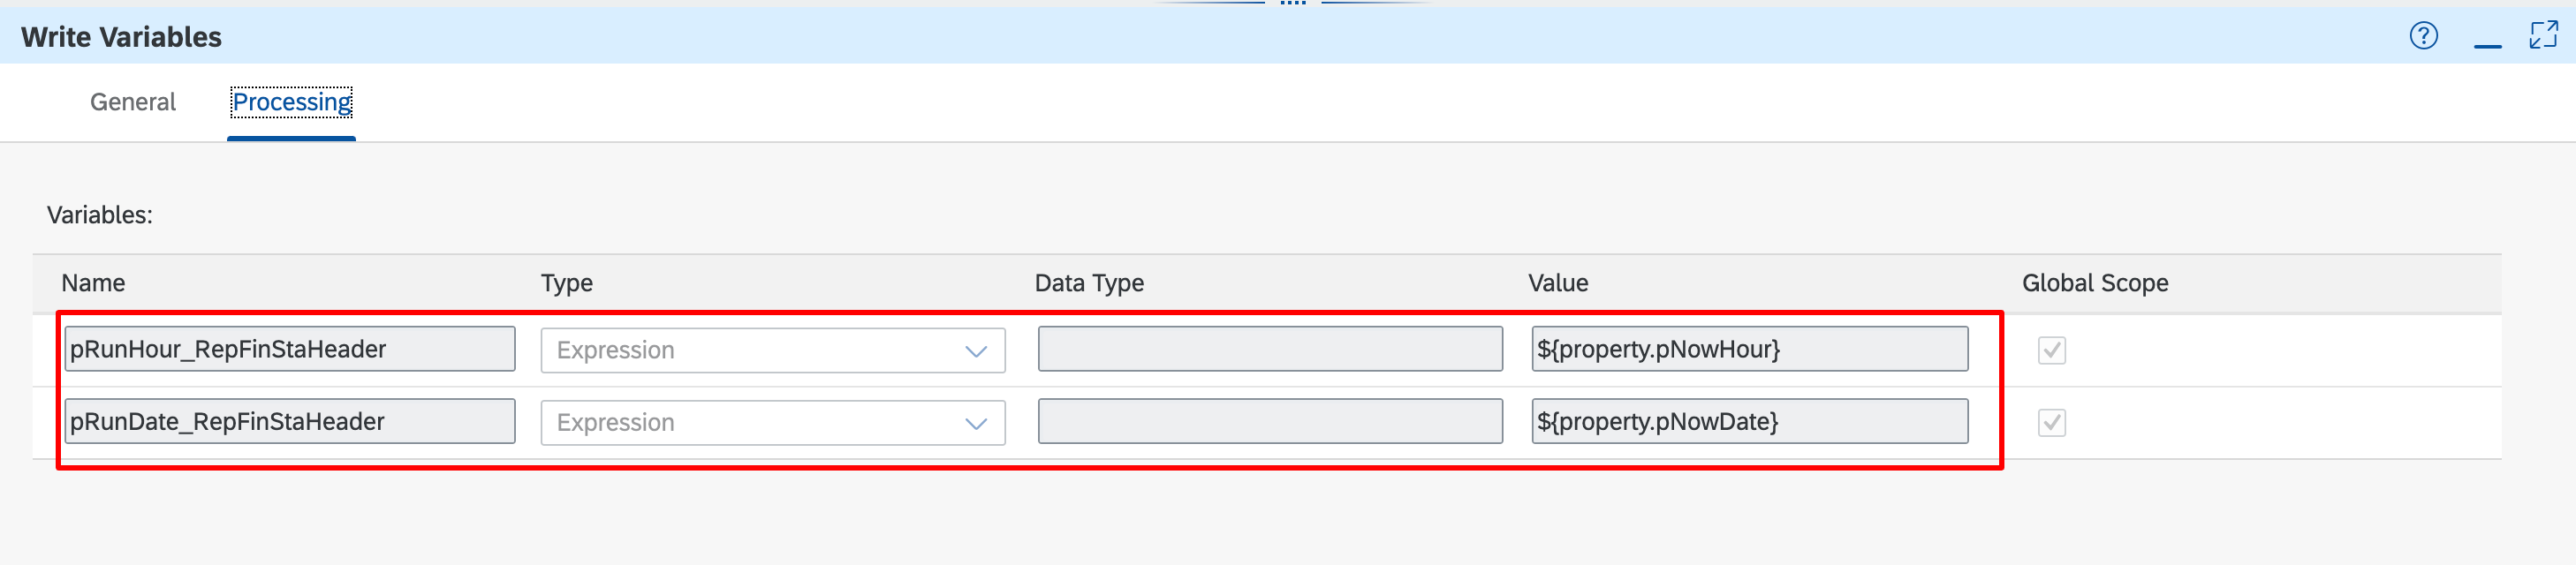 Write Variables
?
General Processing
Variables:
Name Type Data Type Value Global Scope
pRunHour_RepFinStaHeader Expression ${property.pNowHour}
pRunDate_RepFinStaHeader Expression ${property.pNowDate}